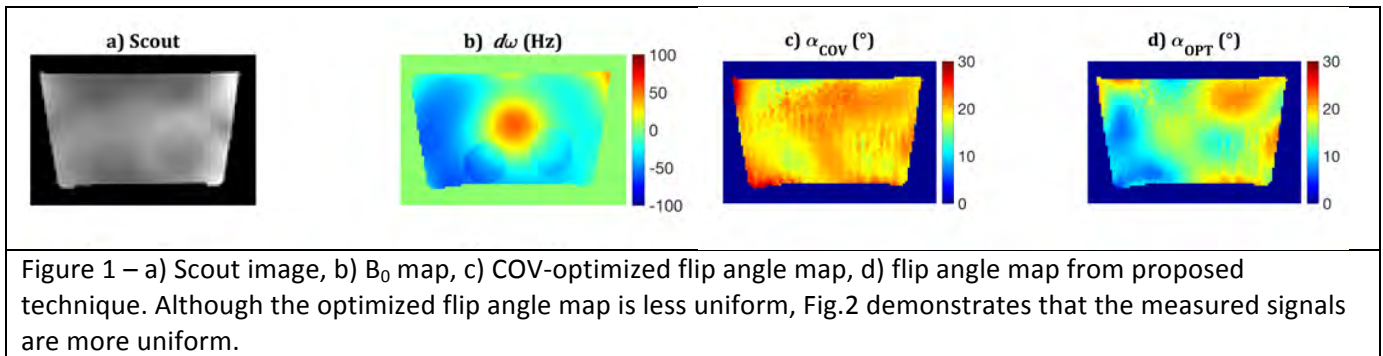 a) Scout
b) dω (Hz)
c) α_COV (°)
d) α_OPT (°)
100
50
0
-50
-100
30
20
10
0
30
20
10
0
Figure 1 – a) Scout image, b) B₀ map, c) COV-optimized flip angle map, d) flip angle map from proposed
technique. Although the optimized flip angle map is less uniform, Fig.2 demonstrates that the measured signals
are more uniform.